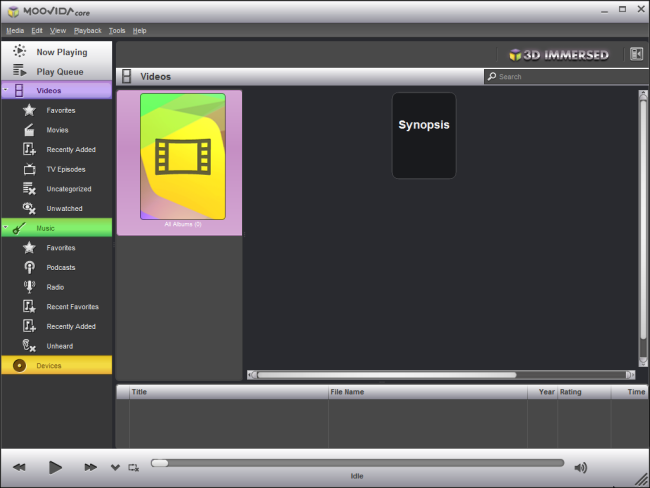 MOOVIDA core
Media Edit View Playback Tools Help
3D IMMERSED
Now Playing
Play Queue
Videos
Favorites
Movies
Recently Added
TV Episodes
Uncategorized
Unwatched
Music
Favorites
Podcasts
Radio
Recent Favorites
Recently Added
Unheard
Devices
Videos
Search
All Albums (0)
Synopsis
Title File Name Year Rating Time
Idle